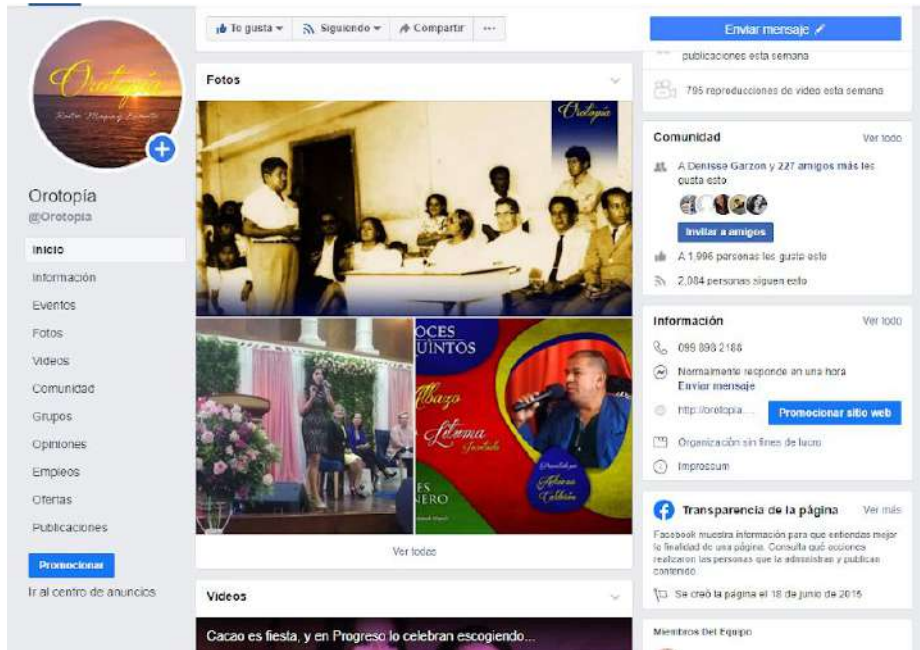 Orotopía
Orotopía
@Orotopia
Inicio
Información
Eventos
Fotos
Videos
Comunidad
Grupos
Opiniones
Empleos
Ofertas
Publicaciones
Promocionar
Ir al centro de anuncios
Te gusta
Siguiendo
Compartir
Enviar mensaje
Fotos
Orotopía
OCES
UINTOS
Albazo
Letama
ES
NERO
Ver todas
Videos
Cacao es fiesta, y en Progreso lo celebran escogiendo...
publicaciones esta semana
795 reproducciones de video esta semana
Comunidad
Ver todo
A Denisse Garzon y 227 amigos más les
gusta esto
Invitar a amigos
A 1,996 personas les gusta esto
2,084 personas siguen esto
Información
Ver todo
099 898 2188
Normalmente responde en una hora
Enviar mensaje
http://orotopia....
Promocionar sitio web
Organización sin fines de lucro
Impressum
Transparencia de la página
Ver más
Facebook muestra información para que entiendas mejor
la finalidad de una página. Consulta qué acciones
realizaron las personas que la administran y publican
contenido.
Se creó la página el 18 de junio de 2015
Miembros Del Equipo